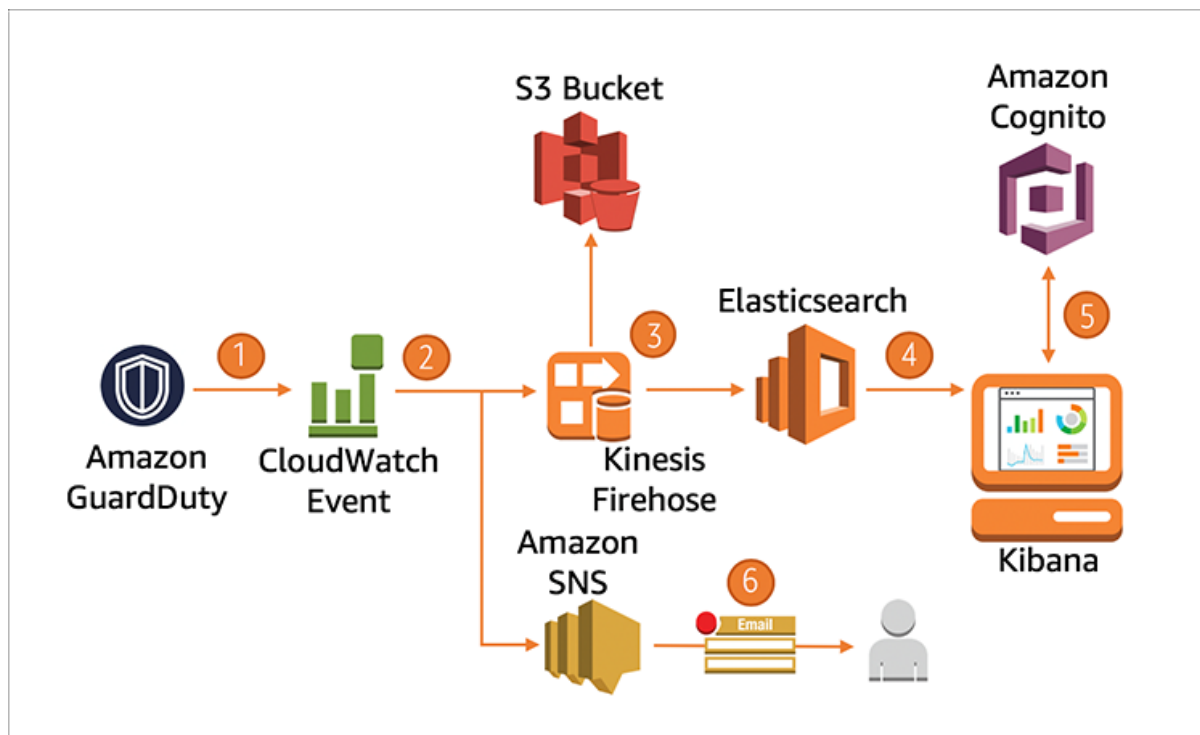 S3 Bucket
Amazon
Cognito
Elasticsearch
1
2
3
4
5
Amazon
GuardDuty
CloudWatch
Event
Kinesis
Firehose
Kibana
Amazon
SNS
6
Email